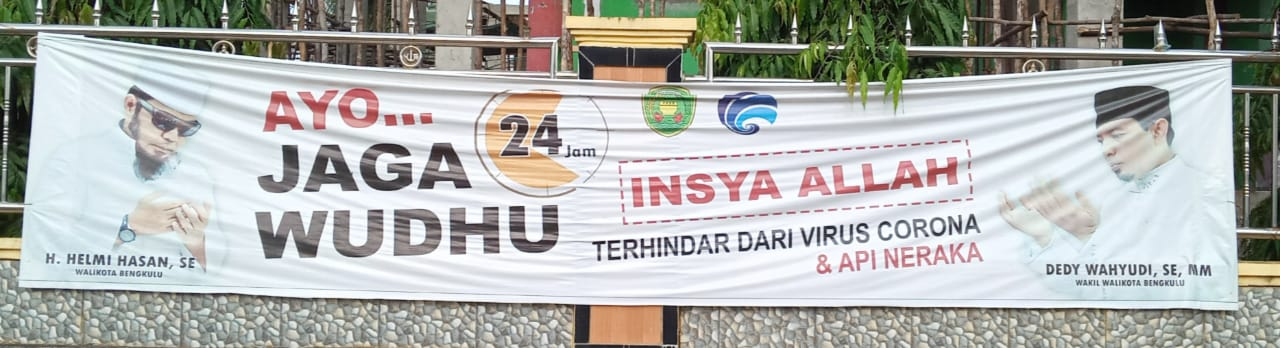 AYO...
JAGA
WUDHU
24 Jam
INSYA ALLAH
TERHINDAR DARI VIRUS CORONA
& API NERAKA
H. HELMI HASAN, SE
WALIKOTA BENGKULU
DEDY WAHYUDI, SE, MM
WAKIL WALIKOTA BENGKULU